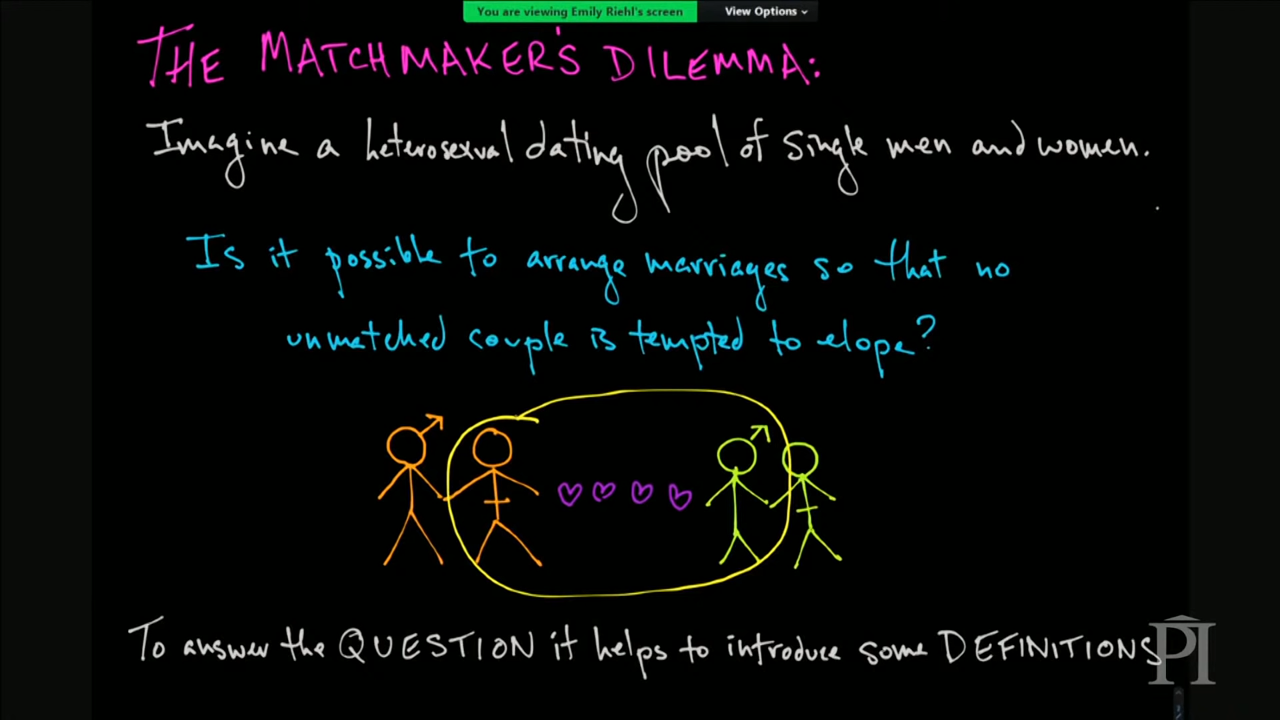 You are viewing Emily Riehl's screen View Options
THE MATCHMAKER'S DILEMMA:
Imagine a heterosexual dating pool of single men and women.
Is it possible to arrange marriages so that no
unmatched couple is tempted to elope?
To answer the QUESTION it helps to introduce some DEFINITIONS
PI